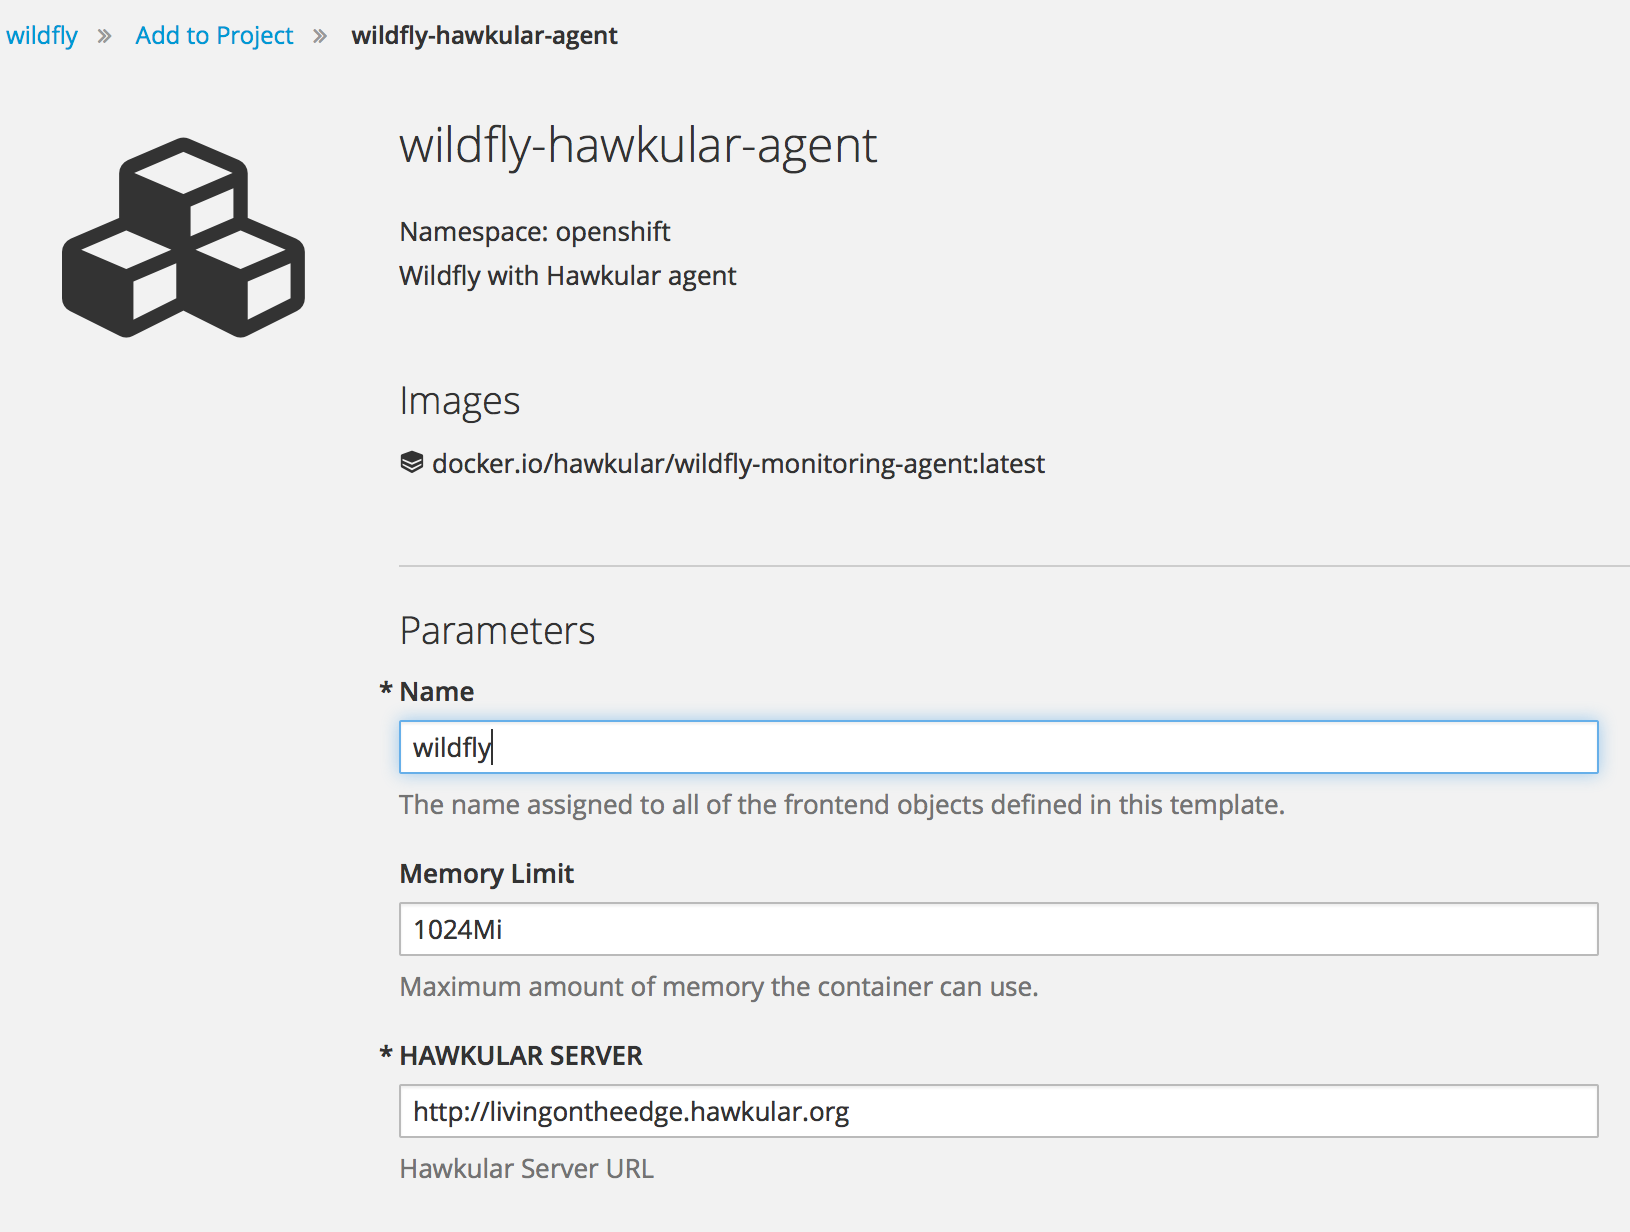 wildfly » Add to Project » wildfly-hawkular-agent
wildfly-hawkular-agent
Namespace: openshift
Wildfly with Hawkular agent
Images
docker.io/hawkular/wildfly-monitoring-agent:latest
Parameters
* Name
wildfly
The name assigned to all of the frontend objects defined in this template.
Memory Limit
1024Mi
Maximum amount of memory the container can use.
* HAWKULAR SERVER
http://livingontheedge.hawkular.org
Hawkular Server URL